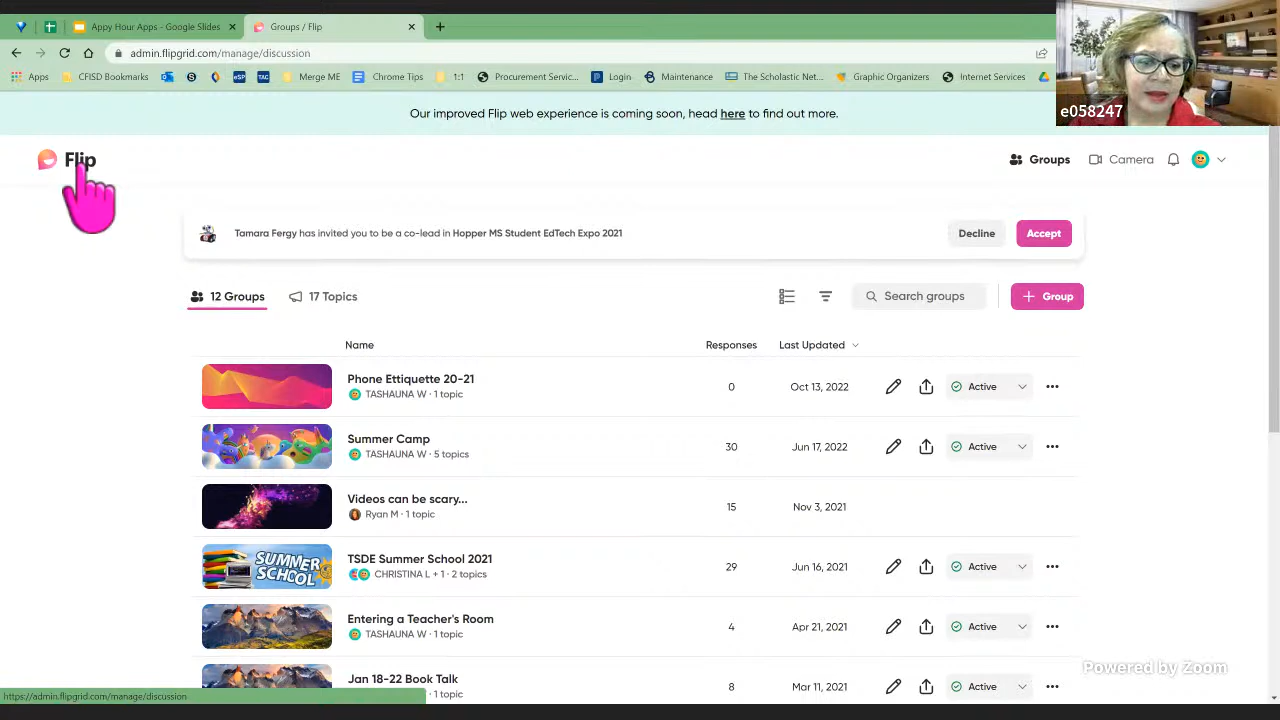 Appy Hour Apps - Google Slides
Groups / Flip
admin.flipgrid.com/manage/discussion
Apps
CFISD Bookmarks
eSP
TAC
Merge ME
Chrome Tips
1:1
Prominent Seni...
Login
Maintenance
The Scholastic Net...
Graphic Organizers
Internet Services
e058247
Our improved Flip web experience is coming soon, head here to find out more.
Flip
Groups
Camera
Tamara Fergy has invited you to be a co-lead in Hopper MS Student EdTech Expo 2021
Decline
Accept
12 Groups
17 Topics
Search groups
+ Group
Name
Responses
Last Updated
Phone Ettiquette 20-21
TASHAUNA W · 1 topic
0
Oct 13, 2022
Active
Summer Camp
TASHAUNA W · 5 topics
30
Jun 17, 2022
Active
Videos can be scary...
Ryan M · 1 topic
15
Nov 3, 2021
SUMMER
SCHOOL
TSDE Summer School 2021
CHRISTINA L + 1 · 2 topics
29
Jun 16, 2021
Active
Entering a Teacher's Room
TASHAUNA W · 1 topic
4
Apr 21, 2021
Active
Jan 18-22 Book Talk
· 1 topic
8
Mar 11, 2021
Active
Powered by Zoom
https://admin.flipgrid.com/manage/discussion